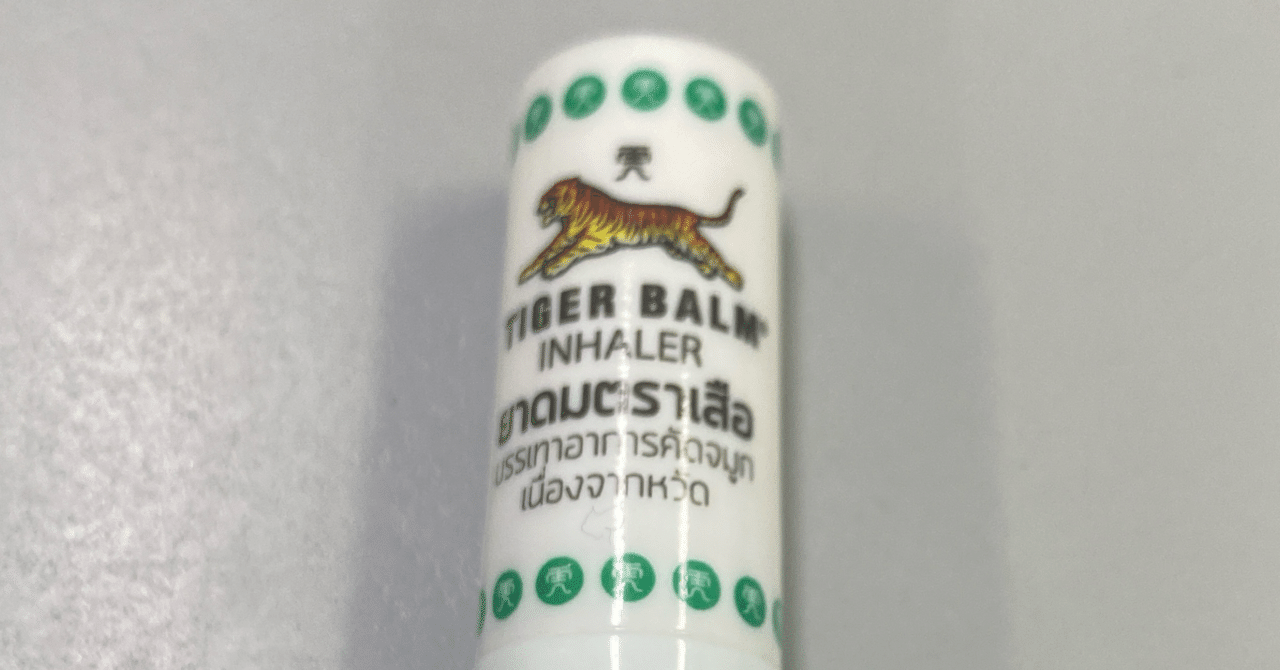 TIGER BALM®
INHALER
ยาดมตราเสือ
บรรเทาอาการคัดจมูก
เนื่องจากหวัด